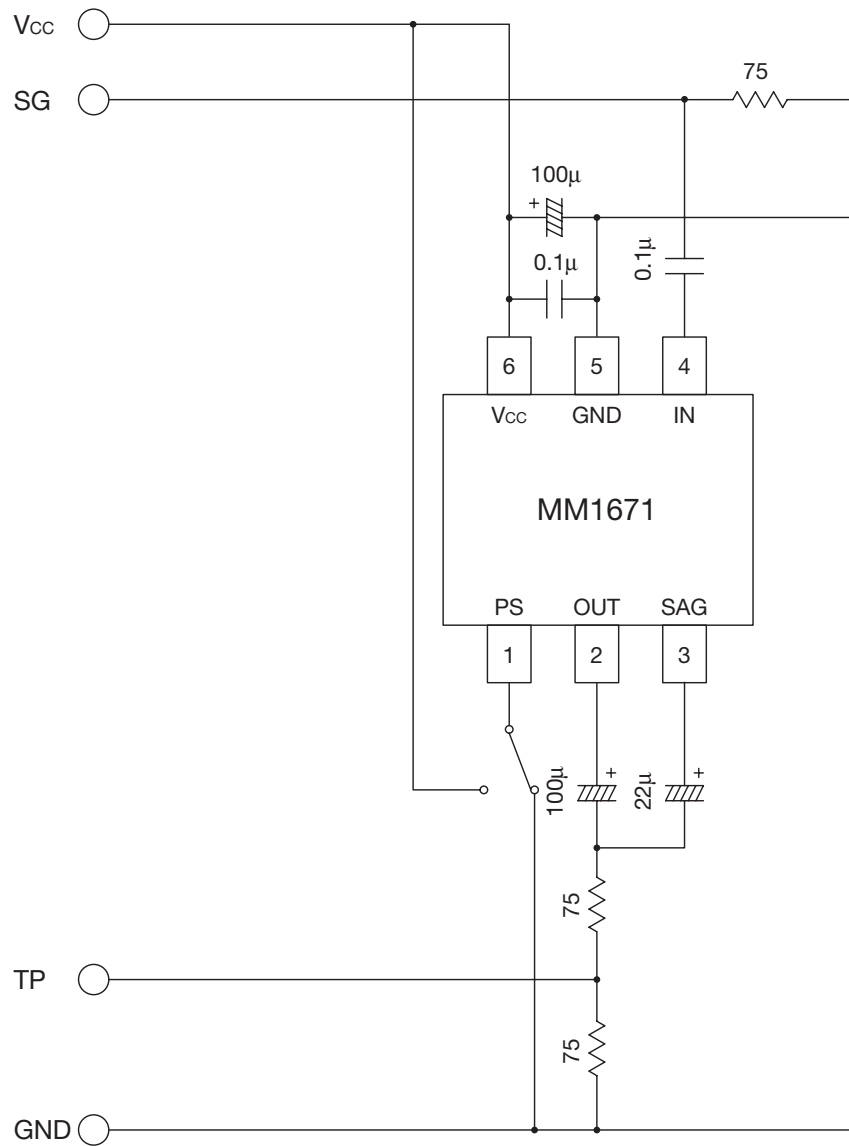 Vcc
SG
75
100μ
+
0.1μ
0.1μ
6
5
4
Vcc
GND
IN
MM1671
PS
OUT
SAG
1
2
3
100μ
+
22μ
+
75
TP
75
GND